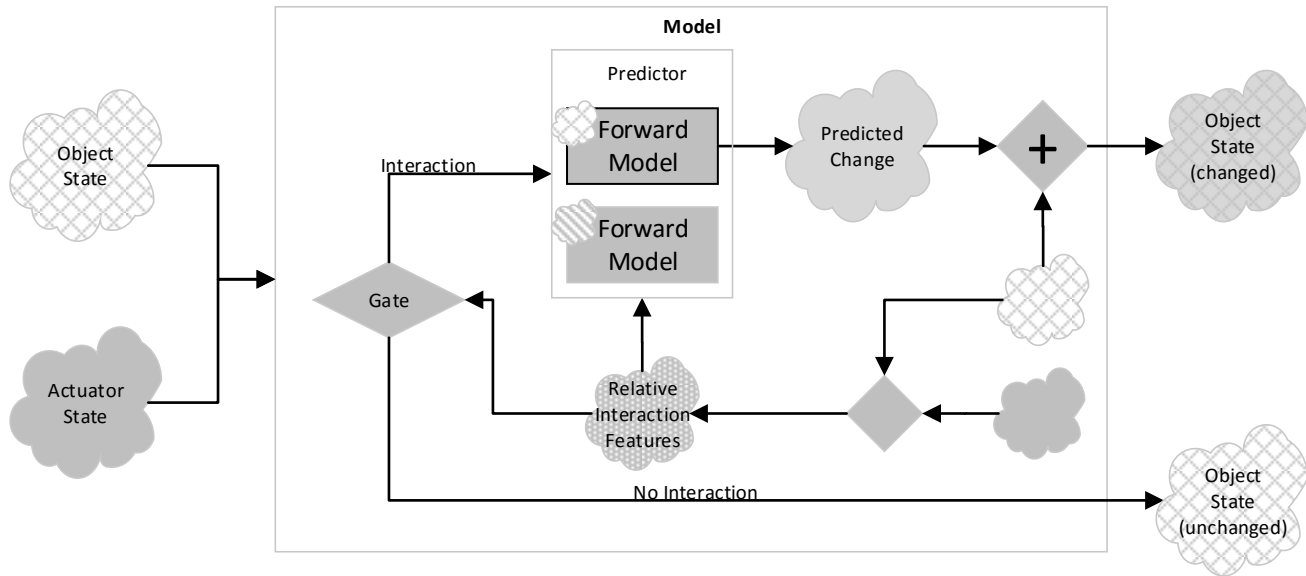 Model
Predictor
Object
State
Forward
Model
Predicted
Change
+
Object
State
(changed)
Interaction
Forward
Model
Gate
Actuator
State
Relative
Interaction
Features
No Interaction
Object
State
(unchanged)